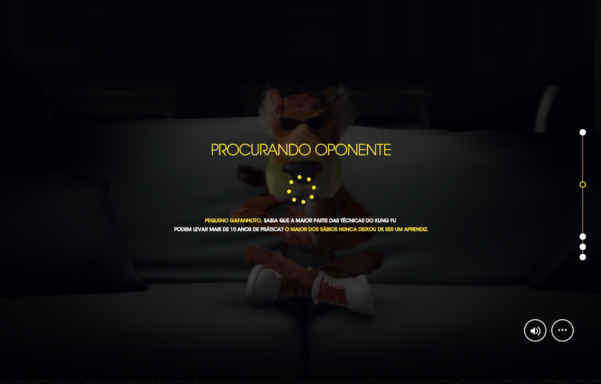 PROCURANDO OPONENTE
PEQUENO GAFANHOTO, SABIA QUE A MAIOR PARTE DAS TÉCNICAS DO KUNG FU
PODEM LEVAR MAIS DE 10 ANOS DE PRÁTICA? O MAIOR DOS SÁBIOS NUNCA DEIXOU DE SER UM APRENDIZ.